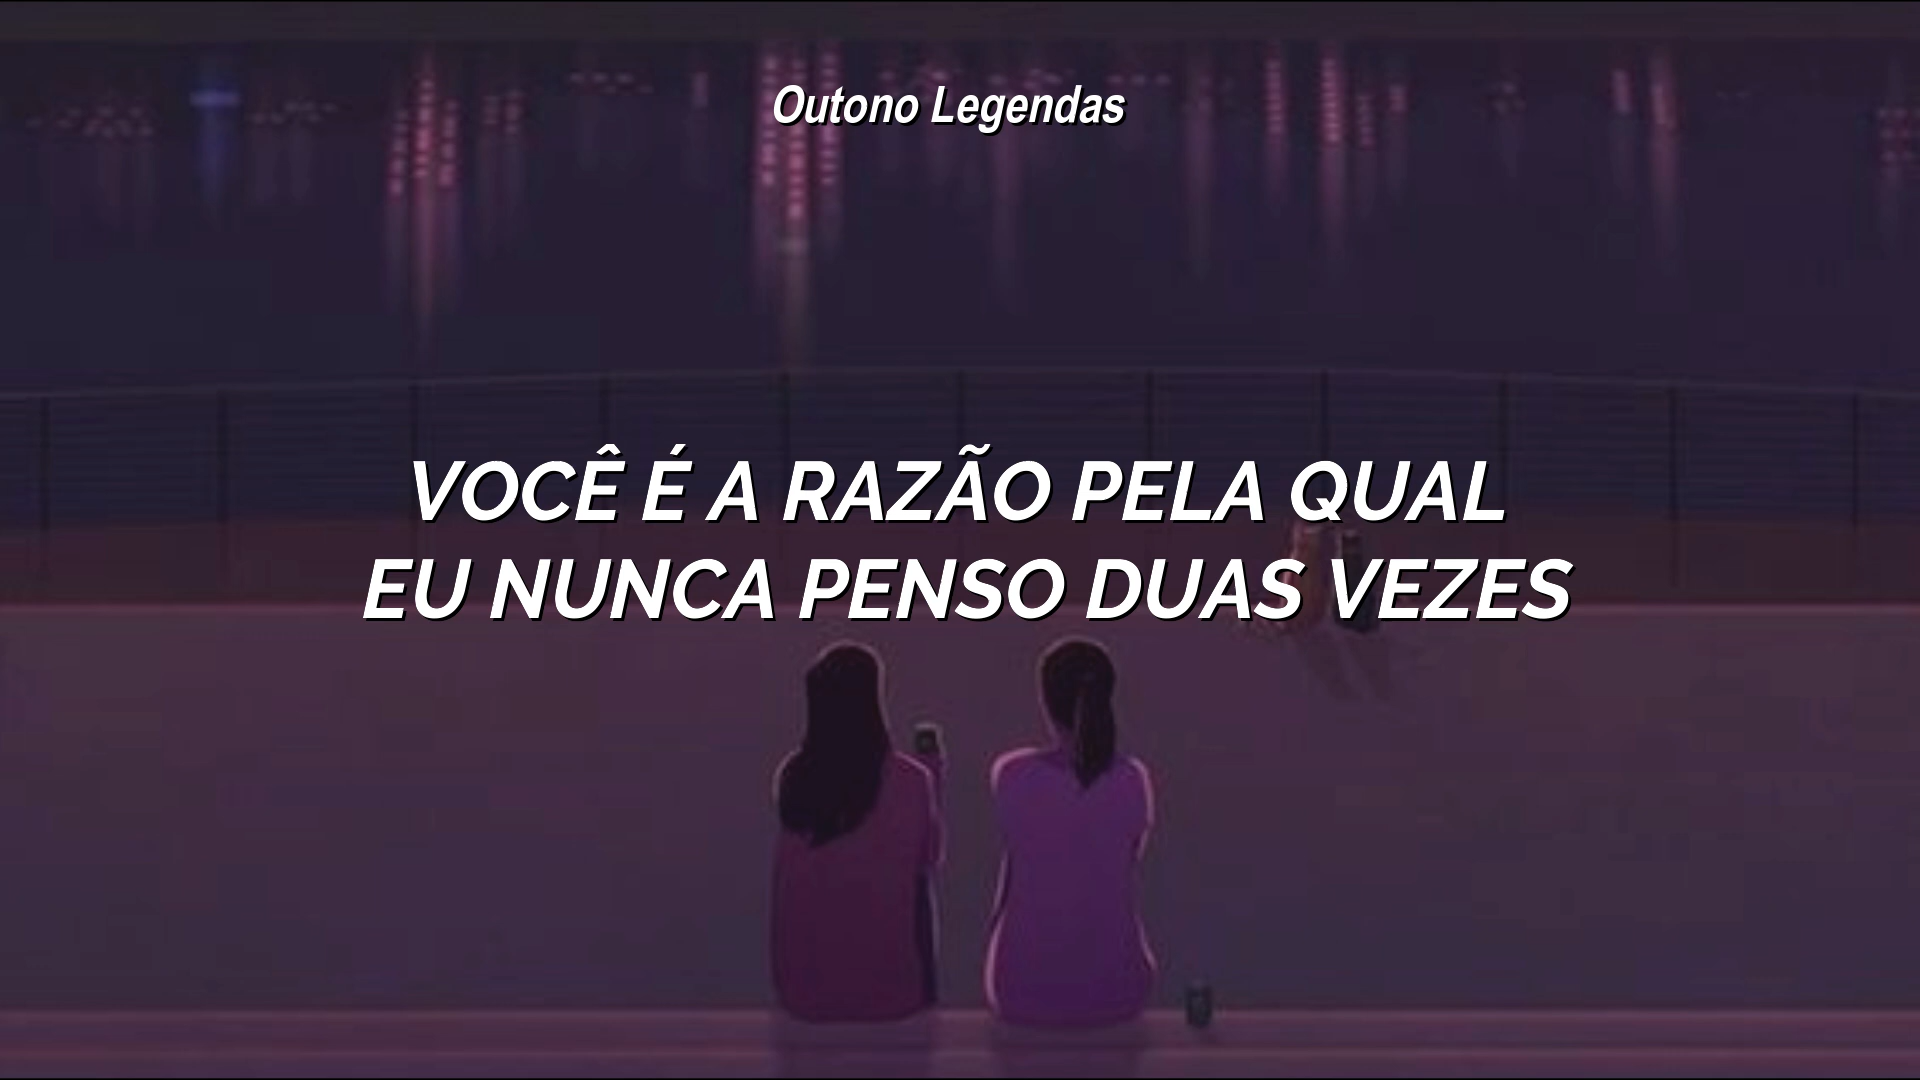 Outono Legendas
VOCÊ É A RAZÃO PELA QUAL
EU NUNCA PENSO DUAS VEZES